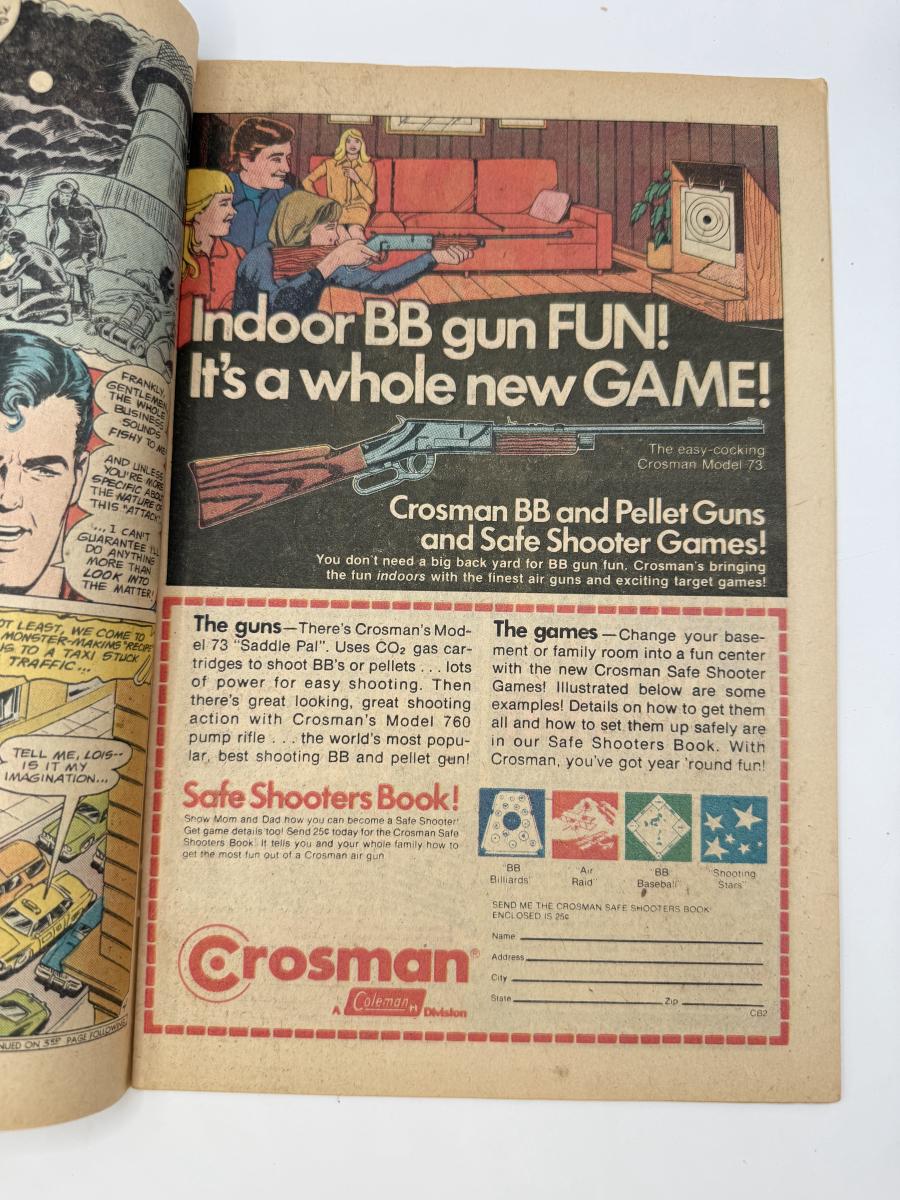 FRANKLY,
GENTLEMEN,
THE WHOLE
BUSINESS
SOUNDS
FISHY TO ME!
AND UNLESS
YOU'RE MORE
SPECIFIC ABOUT
THE NATURE OF
THIS "ATTACK"
...I CAN'T
GUARANTEE I'LL
DO ANYTHING
MORE THAN
LOOK INTO
THE MATTER!
LEAST, WE COME TO
MONSTER-MAKING "RECIPE
TO A TAXI STUCK
TRAFFIC...
TELL ME, LOIS--
IS IT MY
IMAGINATION...
ON 3RD PAGE FOLLOWING
Indoor BB gun FUN!
It's a whole new GAME!
The easy-cocking
Crosman Model 73.
Crosman BB and Pellet Guns
and Safe Shooter Games!
You don't need a big back yard for BB gun fun. Crosman's bringing
the fun indoors with the finest air guns and exciting target games!
The guns—There's Crosman's Mod-
el 73 "Saddle Pal". Uses CO₂ gas car-
tridges to shoot BB's or pellets . . . lots
of power for easy shooting. Then
there's great looking, great shooting
action with Crosman's Model 760
pump rifle . . . the world's most popu-
lar, best shooting BB and pellet gun!
Safe Shooters Book!
Show Mom and Dad how you can become a Safe Shooter!
Get game details too! Send 25¢ today for the Crosman Safe
Shooters Book. It tells you and your whole family how to
get the most fun out of a Crosman air gun
The games—Change your base-
ment or family room into a fun center
with the new Crosman Safe Shooter
Games! Illustrated below are some
examples! Details on how to get them
all and how to set them up safely are
in our Safe Shooters Book. With
Crosman, you've got year 'round fun!
"BB
Billiards"
"Air
Raid"
"BB
Baseball"
"Shooting
Stars"
SEND ME THE CROSMAN SAFE SHOOTERS BOOK!
ENCLOSED IS 25¢
Name
Address
City
State Zip
CB2
Crosman®
A Coleman Division